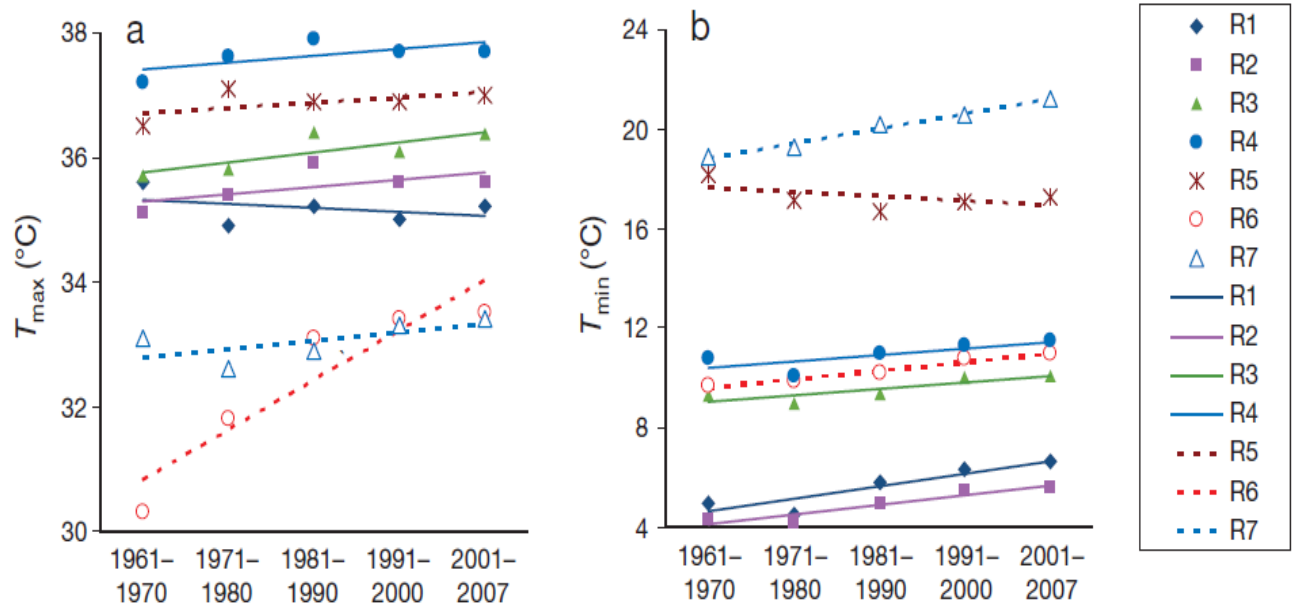 a
38
36
34
32
30
Tmax (°C)
1961–
1970
1971–
1980
1981–
1990
1991–
2000
2001–
2007
b
24
20
16
12
8
4
Tmin (°C)
1961–
1970
1971–
1980
1981–
1990
1991–
2000
2001–
2007
R1
R2
R3
R4
R5
R6
R7
R1
R2
R3
R4
R5
R6
R7